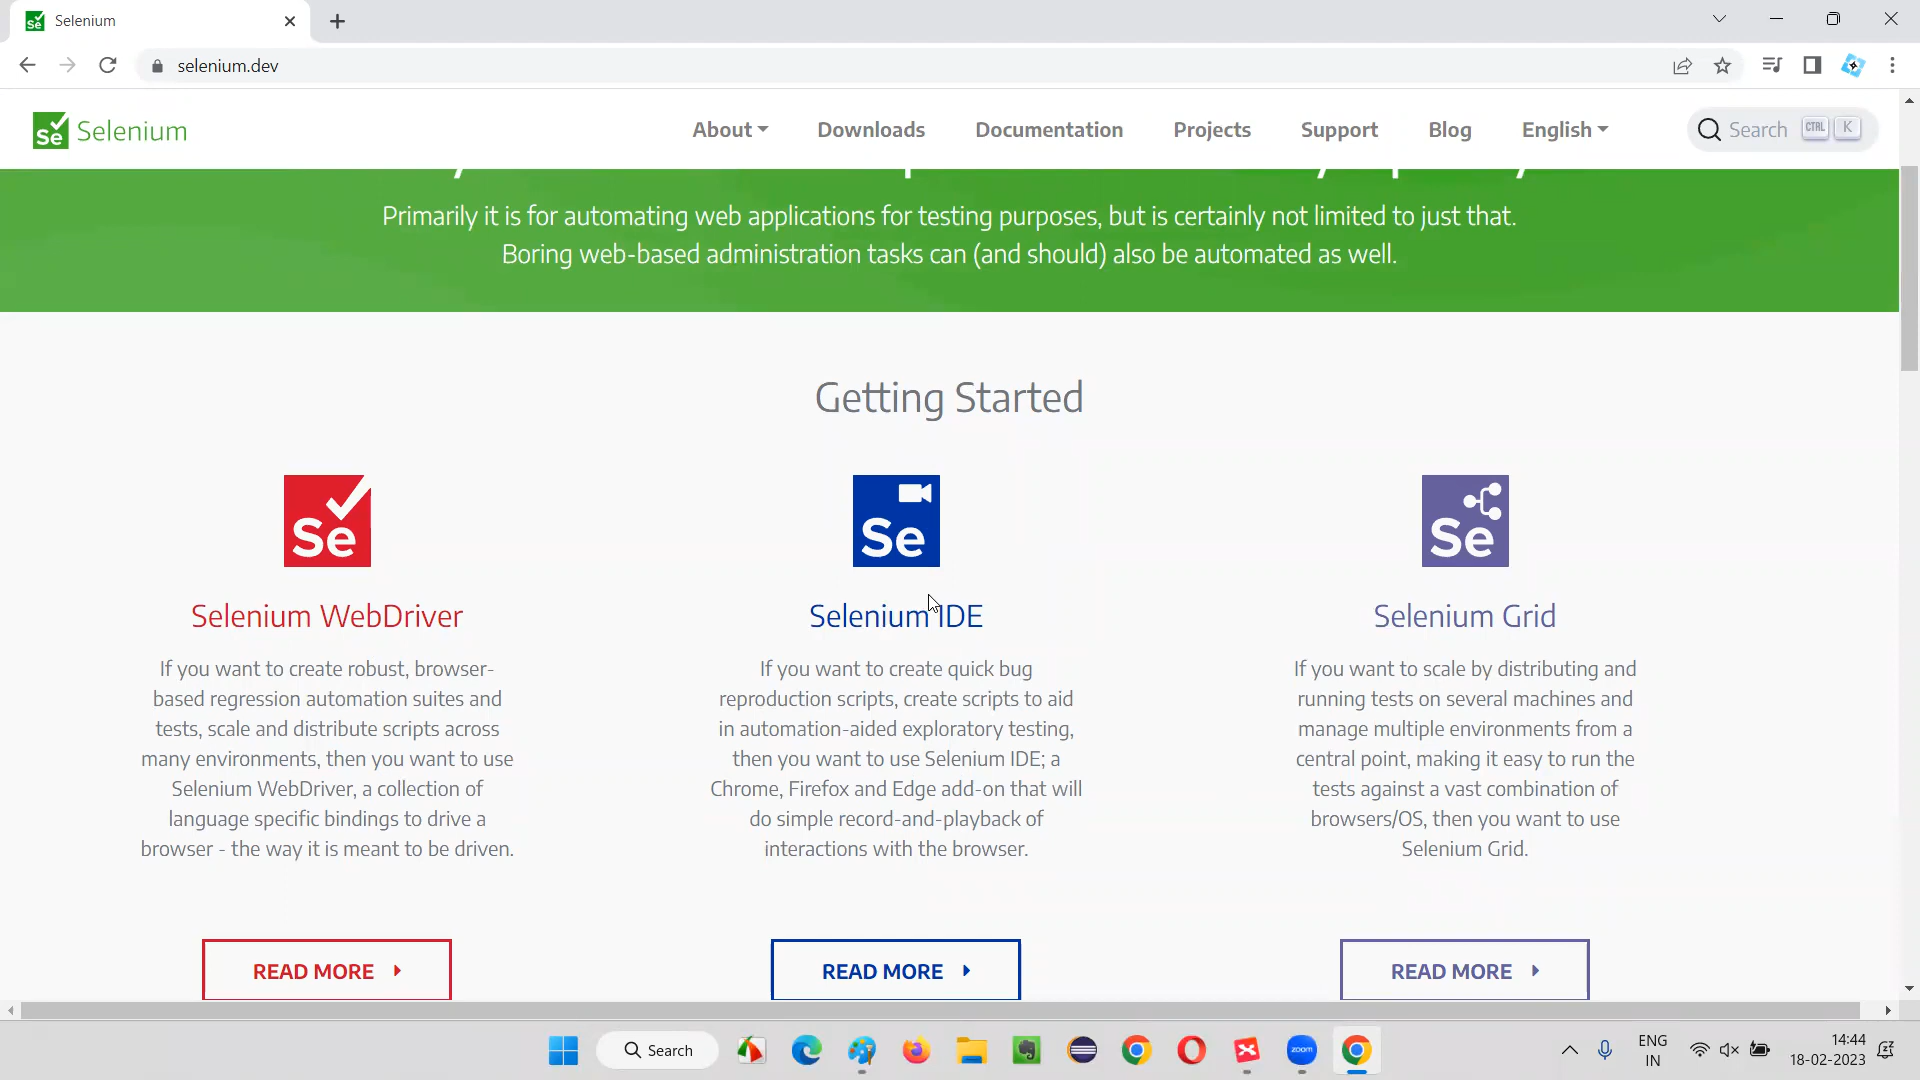 Selenium
selenium.dev
Se Selenium
About
Downloads
Documentation
Projects
Support
Blog
English
Search CTRL K
Primarily it is for automating web applications for testing purposes, but is certainly not limited to just that.
Boring web-based administration tasks can (and should) also be automated as well.
Getting Started
Se
Selenium WebDriver
If you want to create robust, browser-
based regression automation suites and
tests, scale and distribute scripts across
many environments, then you want to use
Selenium WebDriver, a collection of
language specific bindings to drive a
browser - the way it is meant to be driven.
READ MORE
Se
Selenium IDE
If you want to create quick bug
reproduction scripts, create scripts to aid
in automation-aided exploratory testing,
then you want to use Selenium IDE; a
Chrome, Firefox and Edge add-on that will
do simple record-and-playback of
interactions with the browser.
READ MORE
Se
Selenium Grid
If you want to scale by distributing and
running tests on several machines and
manage multiple environments from a
central point, making it easy to run the
tests against a vast combination of
browsers/OS, then you want to use
Selenium Grid.
READ MORE
Search
zoom
ENG
IN
14:44
18-02-2023